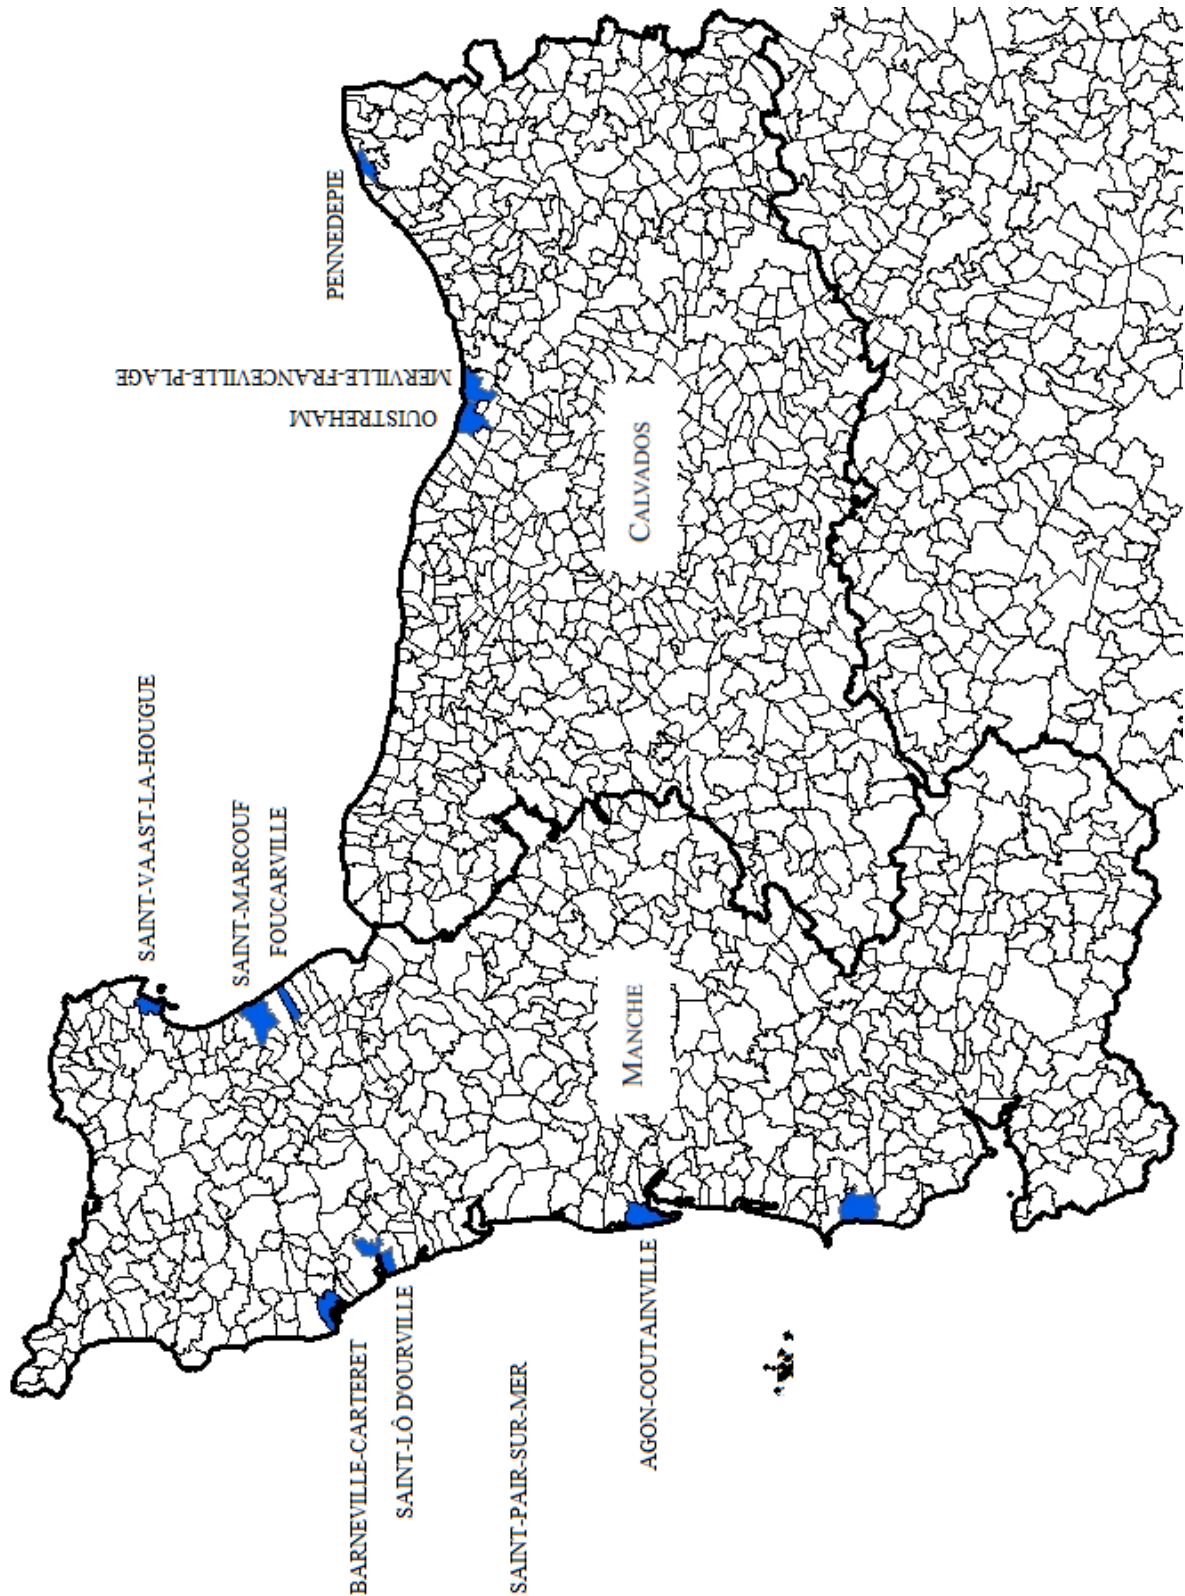 PENNEDEPIE
MERVILLE-FRANCEVILLE-PLAGE
OUISTREHAM
CALVADOS
SAINT-VAAST-LA-HOUGUE
SAINT-MARCOUF
FOUCARVILLE
MANCHE
BARNEVILLE-CARTERET
SAINT-LÔ D'OURVILLE
SAINT-PAIR-SUR-MER
AGON-COUTAINVILLE